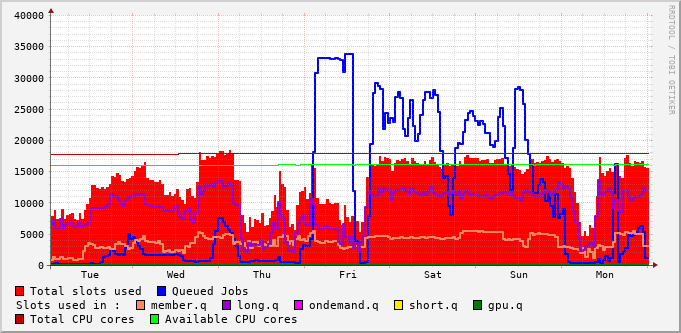 40000
35000
30000
25000
20000
15000
10000
5000
0
Tue Wed Thu Fri Sat Sun Mon
RRDTOOL / TOBI OETIKER
Total slots used Queued Jobs
Slots used in : member.q long.q ondemand.q short.q gpu.q
Total CPU cores Available CPU cores